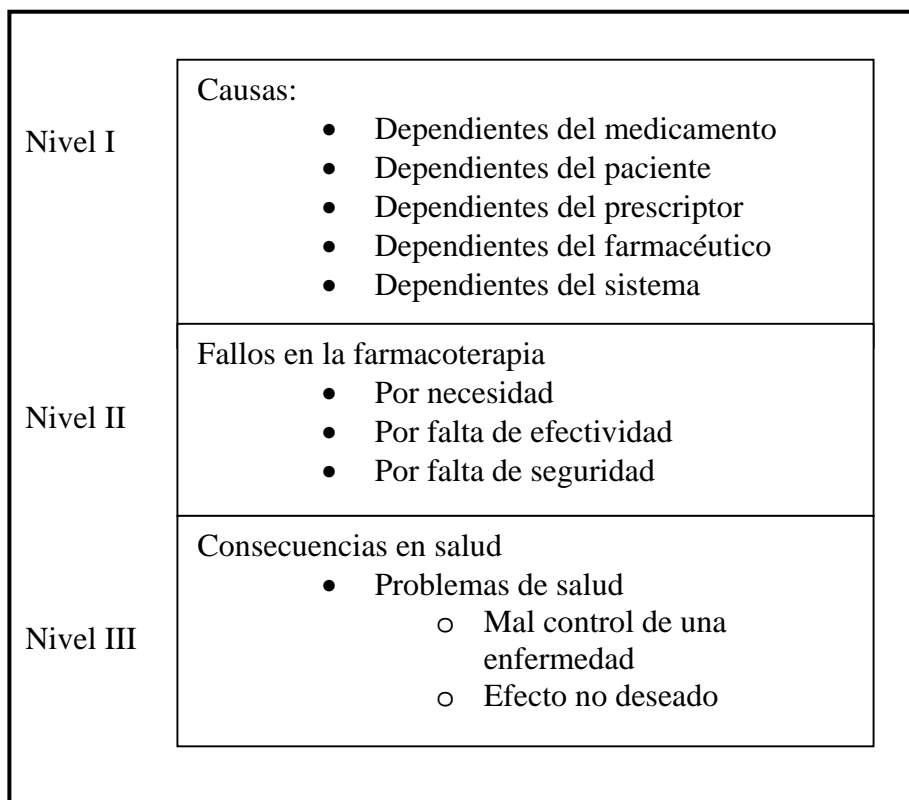 Nivel I
Causas:
• Dependientes del medicamento
• Dependientes del paciente
• Dependientes del prescriptor
• Dependientes del farmacéutico
• Dependientes del sistema
Nivel II
Fallos en la farmacoterapia
• Por necesidad
• Por falta de efectividad
• Por falta de seguridad
Nivel III
Consecuencias en salud
• Problemas de salud
o Mal control de una
enfermedad
o Efecto no deseado